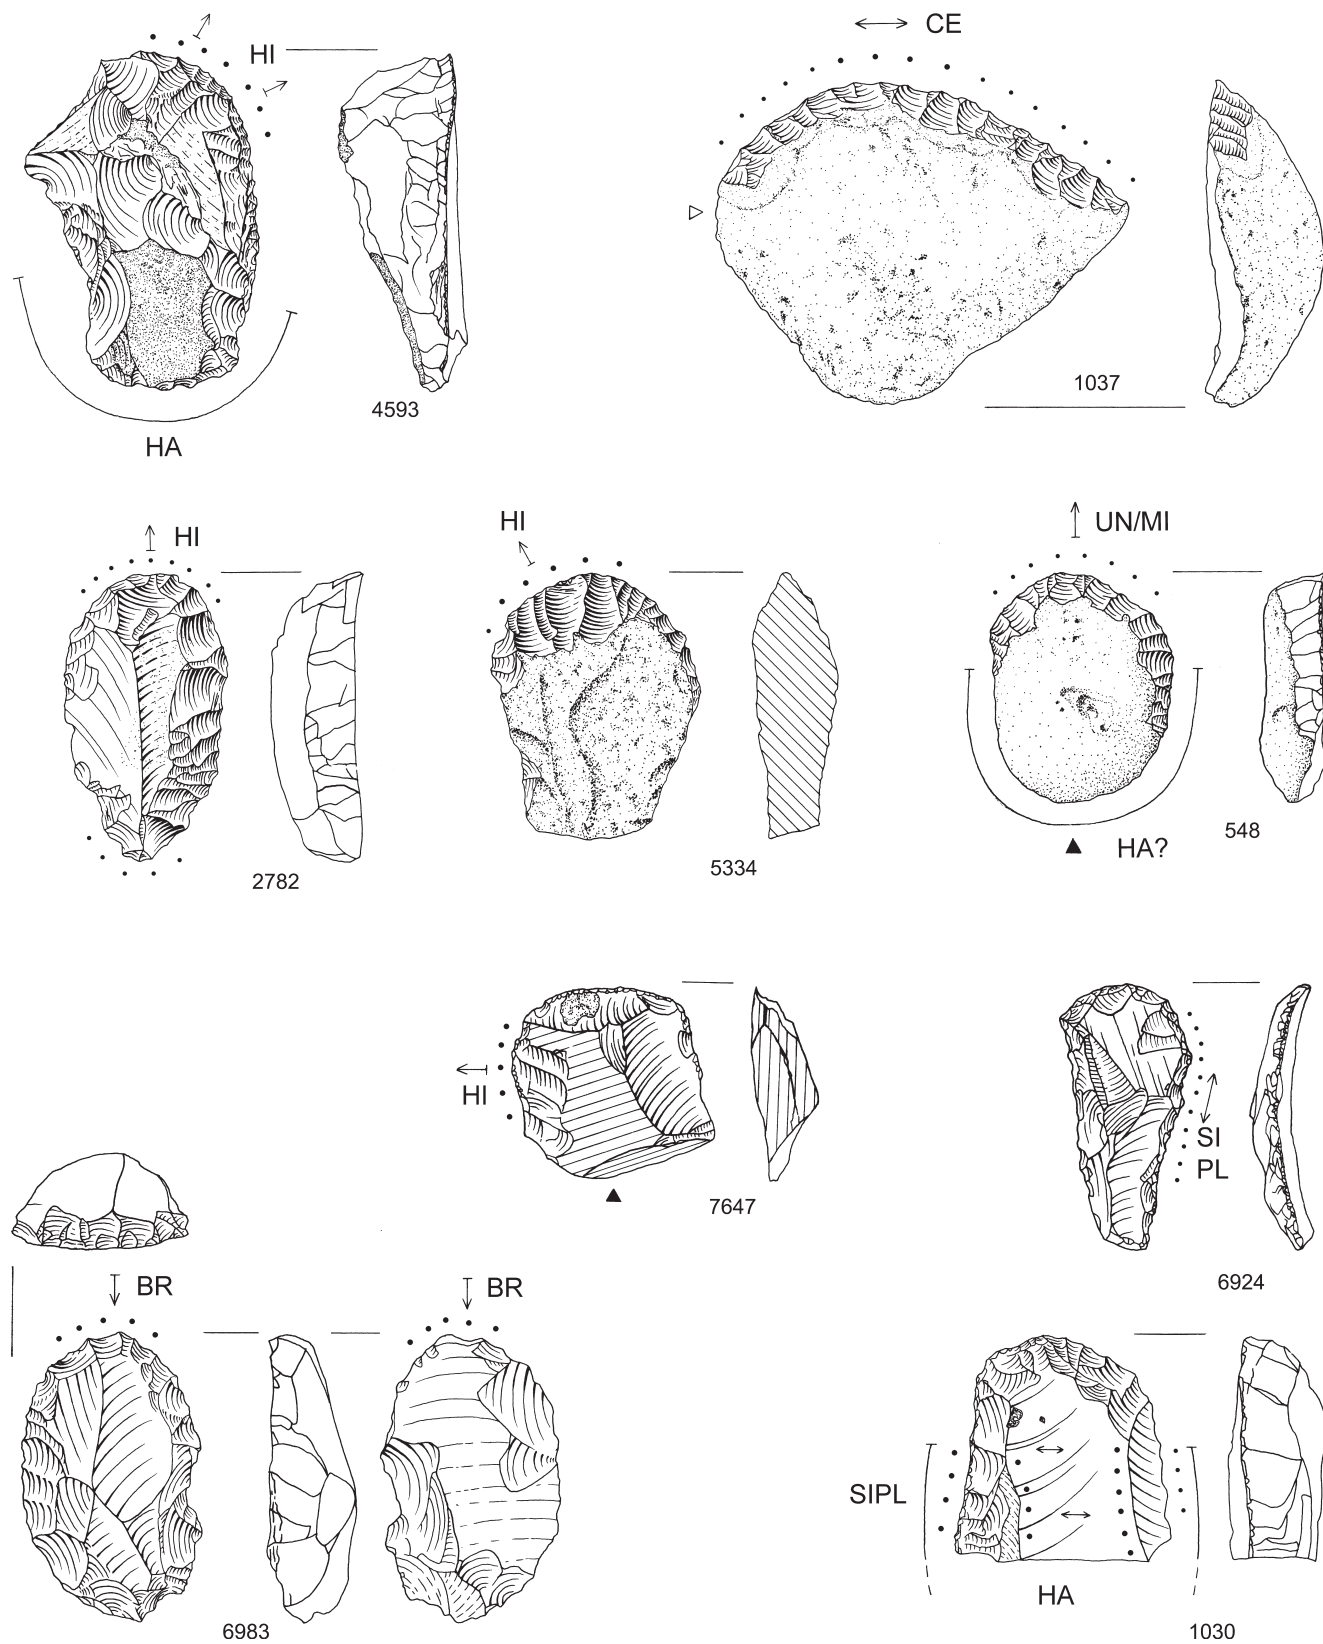 HI
CE
1037
4593
HA
HI
HI
UN/MI
548
HA?
5334
2782
HI
7647
SI
PL
6924
BR
BR
SIPL
HA
6983
1030